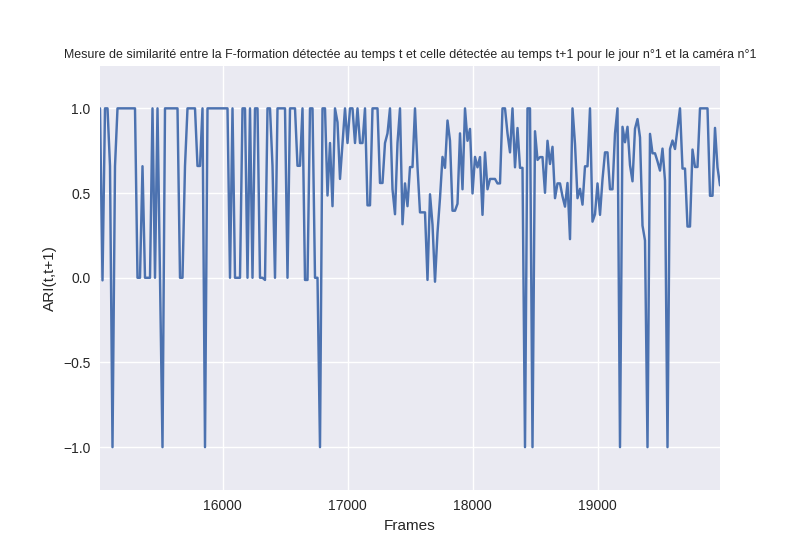 Mesure de similarité entre la F-formation détectée au temps t et celle détectée au temps t+1 pour le jour n°1 et la caméra n°1
1.0
0.5
0.0
−0.5
−1.0
ARI(t,t+1)
16000 17000 18000 19000
Frames